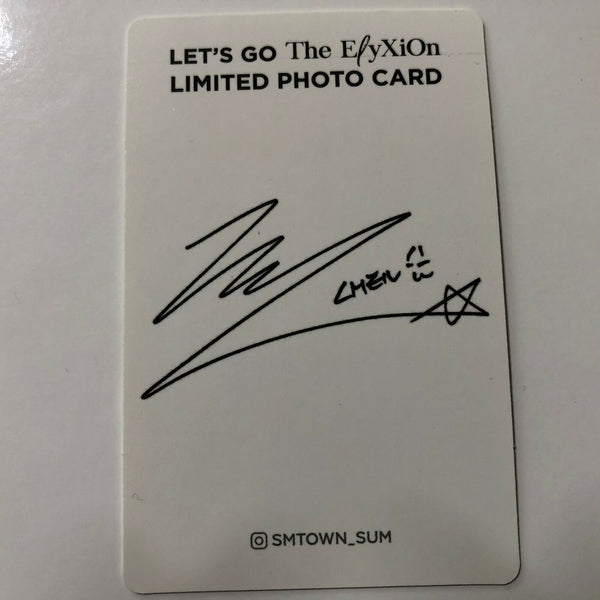 LET'S GO The ElyXiOn
LIMITED PHOTO CARD
CHEN
SMTOWN_SUM